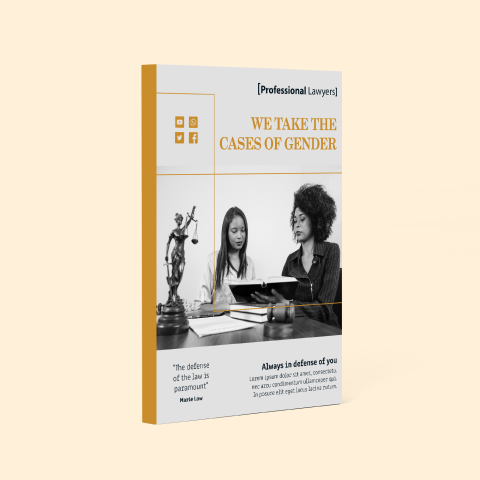 [Professional Lawyers]
WE TAKE THE
CASES OF GENDER
"The defense
of the law is
paramount"
Marie Law
Always in defense of you
Lorem ipsum dolor sit amet, consectetu,
nec arcu condimentum ullamcorper quis.
In posuere elit eget lacus lacinia rutrum.